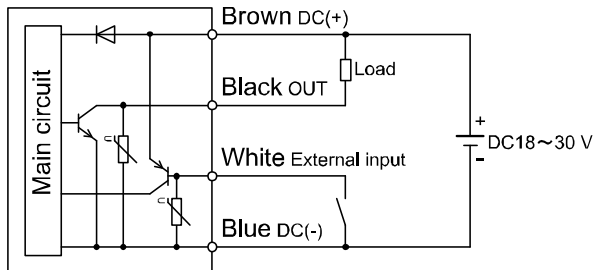 Brown DC(+)
Main circuit
Load
Black OUT
U
+
DC18～30 V
-
White External input
U
Blue DC(-)